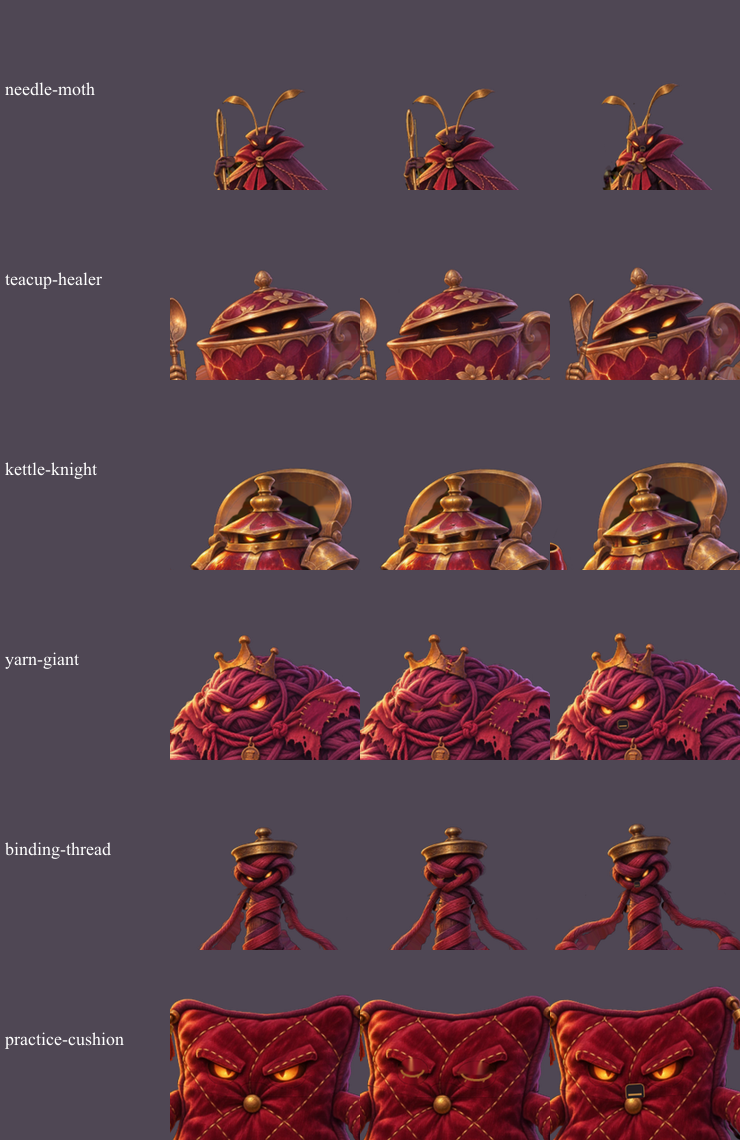 needle-moth
teacup-healer
kettle-knight
yarn-giant
binding-thread
practice-cushion